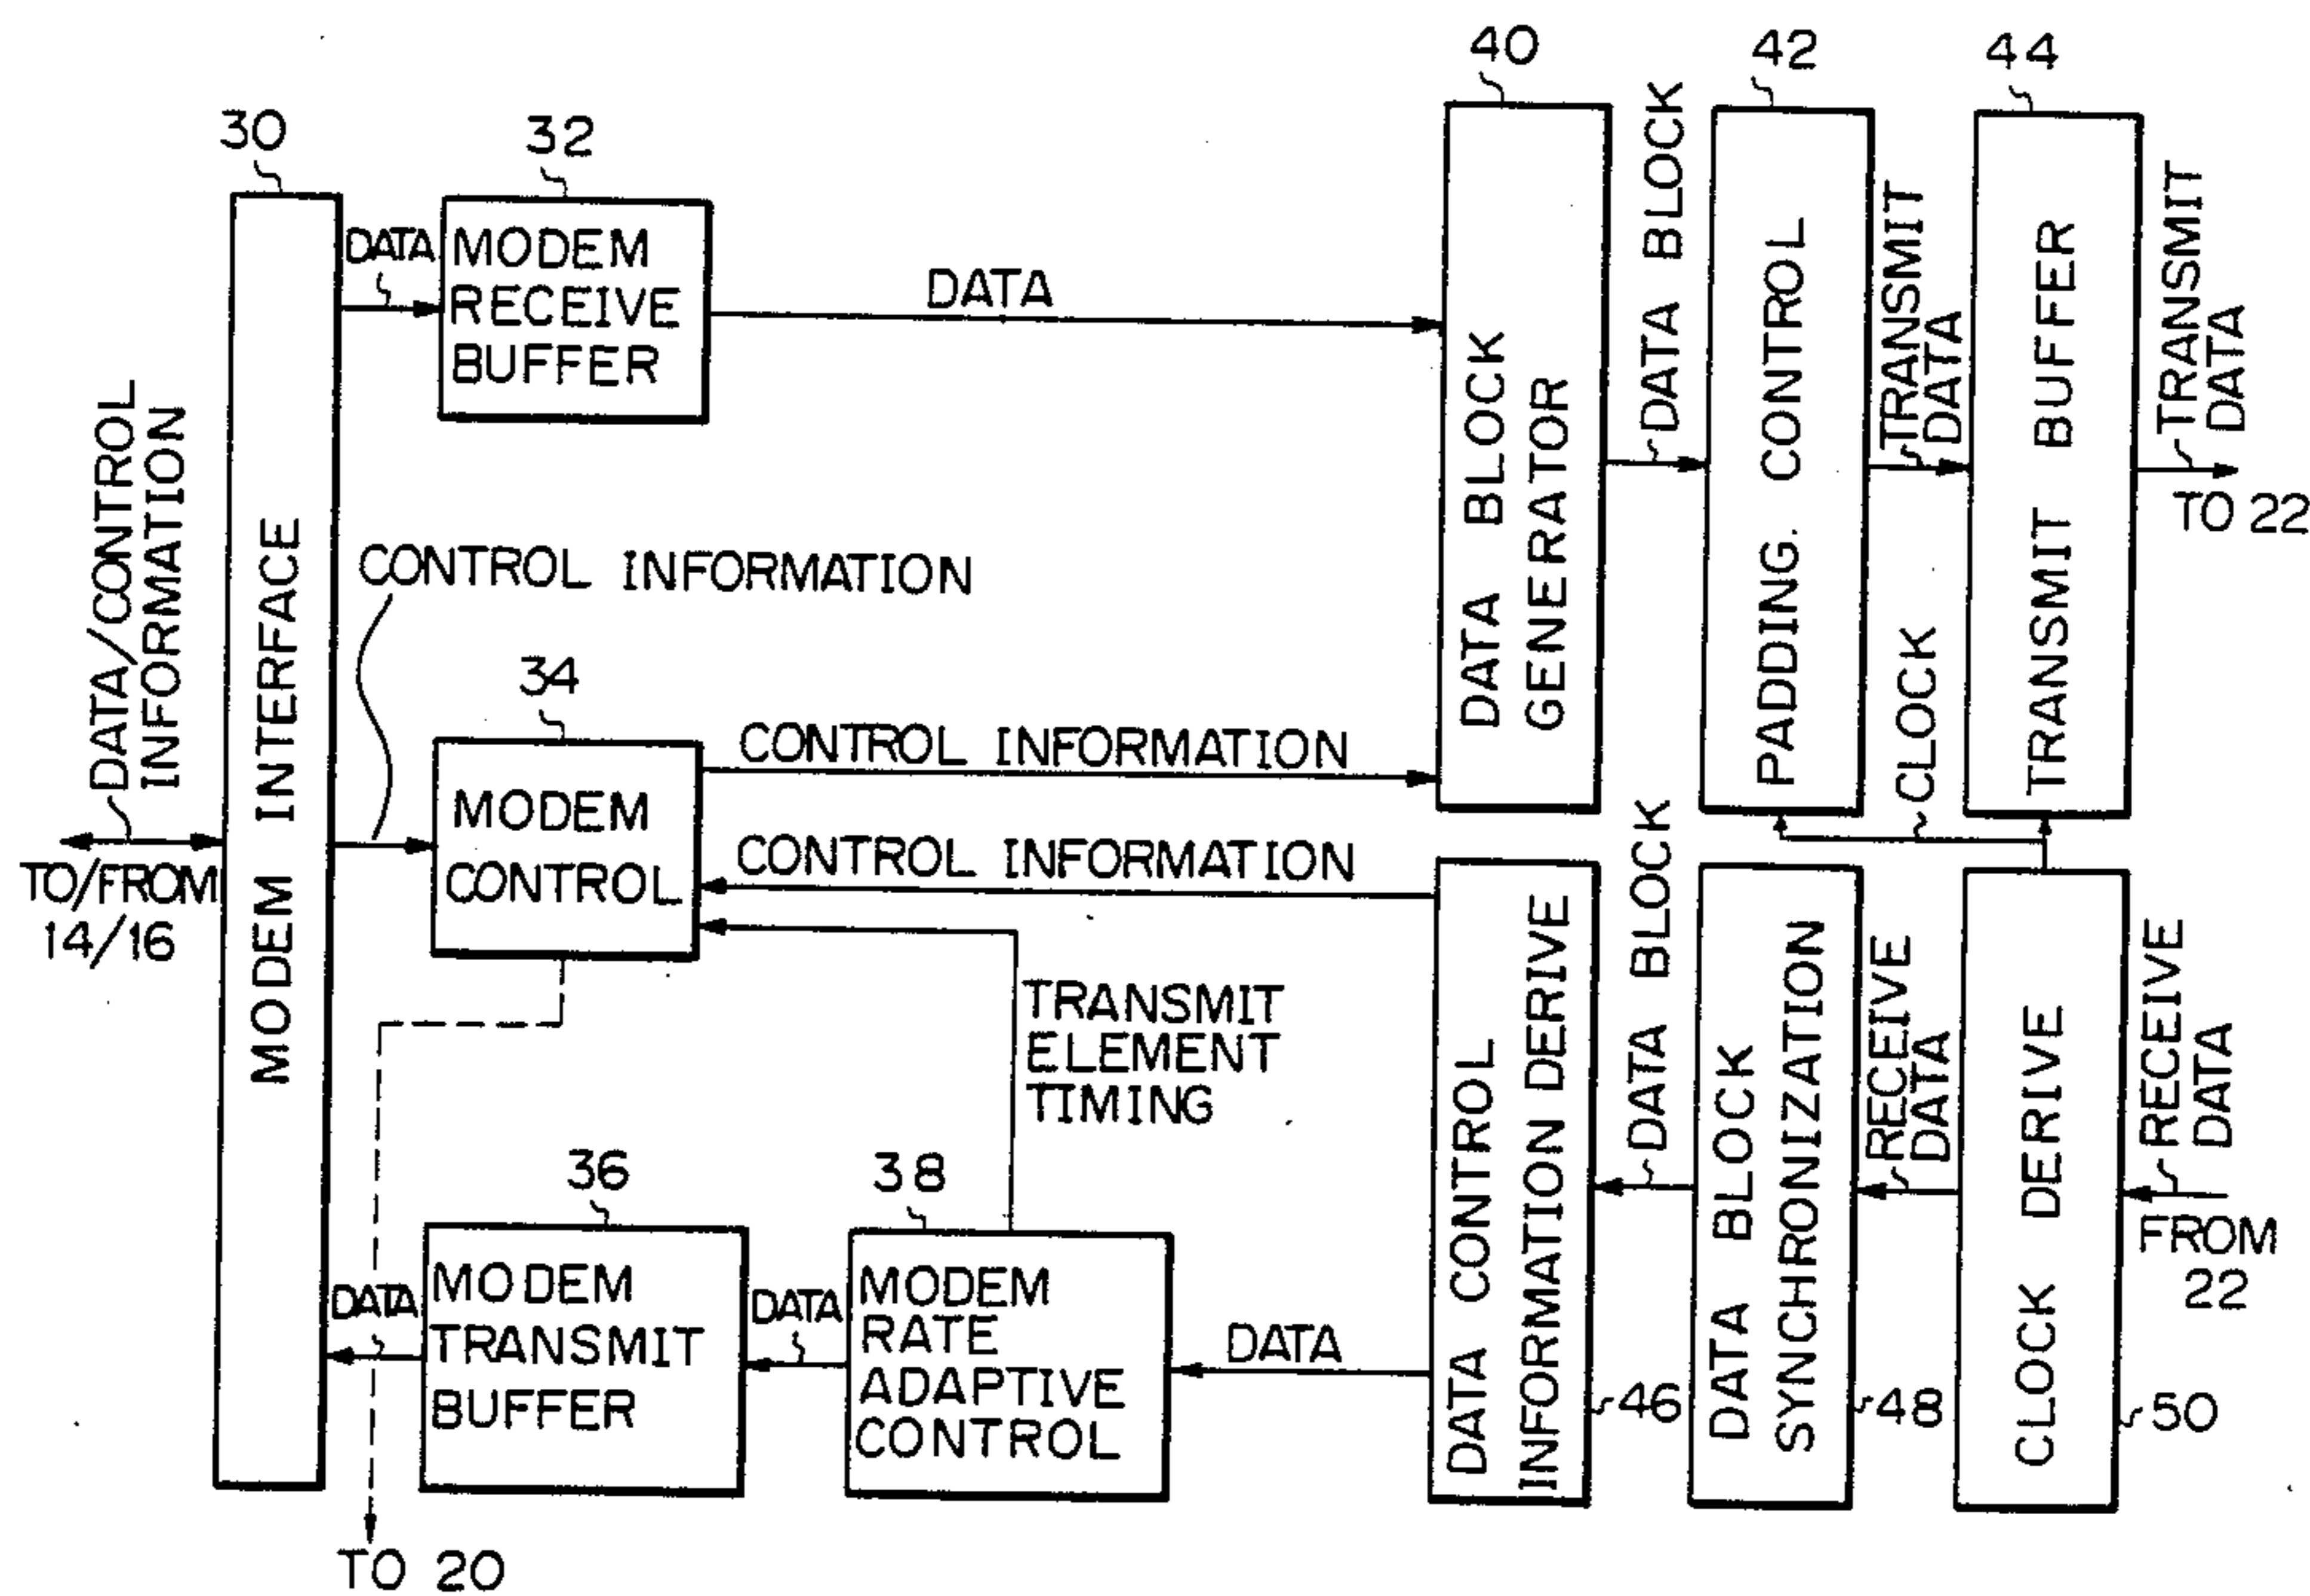 40
42
44
30
32
DATA
MODEM
RECEIVE
BUFFER
DATA
DATA BLOCK
GENERATOR
DATA BLOCK
PADDING. CONTROL
TRANSMIT
DATA
TRANSMIT BUFFER
TRANSMIT
DATA
TO 22
DATA/CONTROL
INFORMATION
TO/FROM
14/16
MODEM INTERFACE
CONTROL INFORMATION
34
MODEM
CONTROL
CONTROL INFORMATION
CONTROL INFORMATION
CLOCK
TRANSMIT
ELEMENT
TIMING
DATA CONTROL
INFORMATION DERIVE
46
DATA BLOCK
DATA BLOCK
SYNCHRONIZATION
48
RECEIVE
DATA
CLOCK DERIVE
50
RECEIVE
DATA
FROM
22
36
38
DATA
MODEM
TRANSMIT
BUFFER
DATA
MODEM
RATE
ADAPTIVE
CONTROL
DATA
TO 20